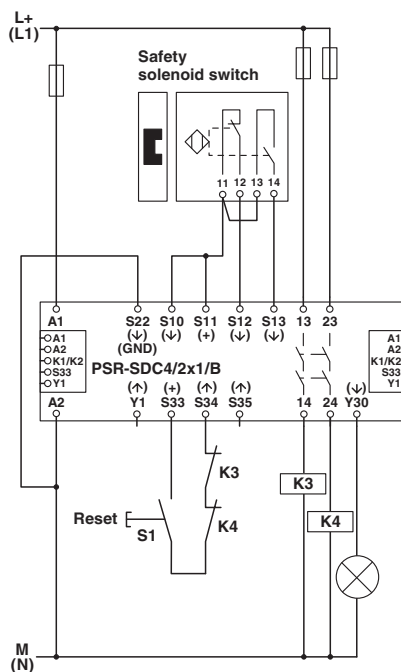 L+
(L1)
Safety
solenoid switch
11 12 13 14
A1 S22 S10 S11 S12 S13 13 23
(↓) (↓) (+) (↓) (↓)
(GND)
A1
A2
K1/K2
S33
Y1
A1
A2
K1/K2
S33
Y1
PSR-SDC4/2x1/B
(↑) (+) (↑) (↑) (↓)
A2 Y1 S33 S34 S35 14 24 Y30
K3
K3
K4
K4
Reset
S1
M
(N)